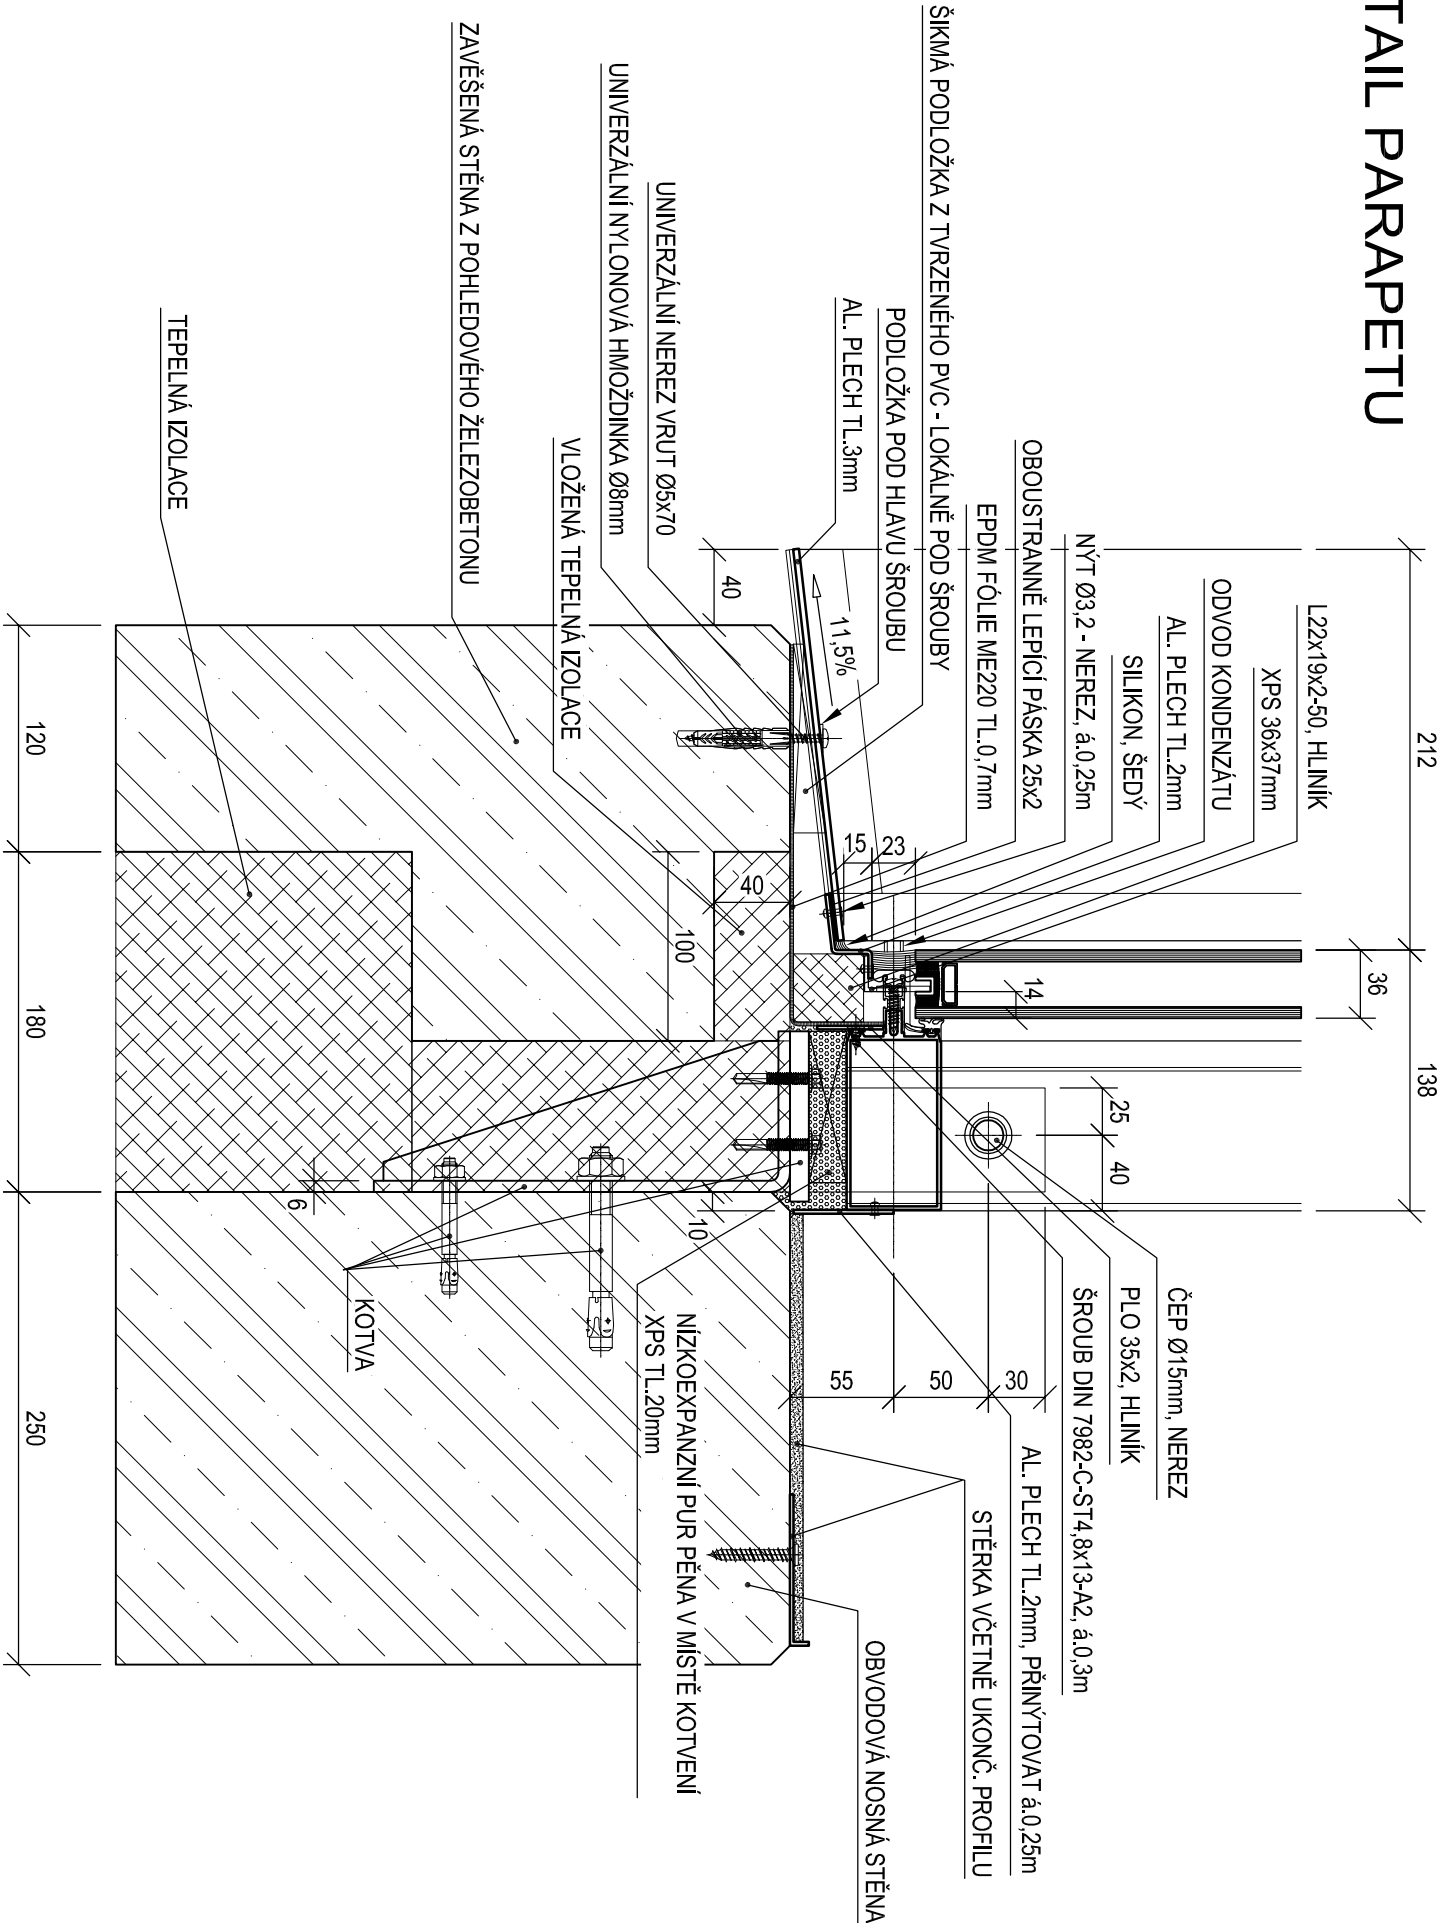 TAIL PARAPETU
212
138
36
14
25
40
L22x19x2-50, HLINÍK
XPS 36x37mm
ODVOD KONDENZÁTU
AL. PLECH TL.2mm
SILIKON, ŠEDÝ
NÝT Ø3,2 - NEREZ, á.0,25m
OBOUSTRANNĚ LEPÍCÍ PÁSKA 25x2
EPDM FÓLIE ME220 TL.0,7mm
ŠIKMÁ PODLOŽKA Z TVRZENÉHO PVC - LOKÁLNĚ POD ŠROUBY
PODLOŽKA POD HLAVU ŠROUBU
AL. PLECH TL.3mm
11,5%
15
23
40
UNIVERZÁLNÍ NEREZ VRUT Ø5x70
UNIVERZÁLNÍ NYLONOVÁ HMOŽDINKA Ø8mm
VLOŽENÁ TEPELNÁ IZOLACE
ZAVĚŠENÁ STĚNA Z POHLEDOVÉHO ŽELEZOBETONU
TEPELNÁ IZOLACE
40
100
10
6
ČEP Ø15mm, NEREZ
PLO 35x2, HLINÍK
ŠROUB DIN 7982-C-ST4,8x13-A2, á.0,3m
30
50
55
AL. PLECH TL.2mm, PŘINÝTOVAT á.0,25m
STĚRKA VČETNĚ UKONČ. PROFILU
OBVODOVÁ NOSNÁ STĚNA
NÍZKOEXPANZNÍ PUR PĚNA V MÍSTĚ KOTVENÍ
XPS TL.20mm
KOTVA
120
180
250